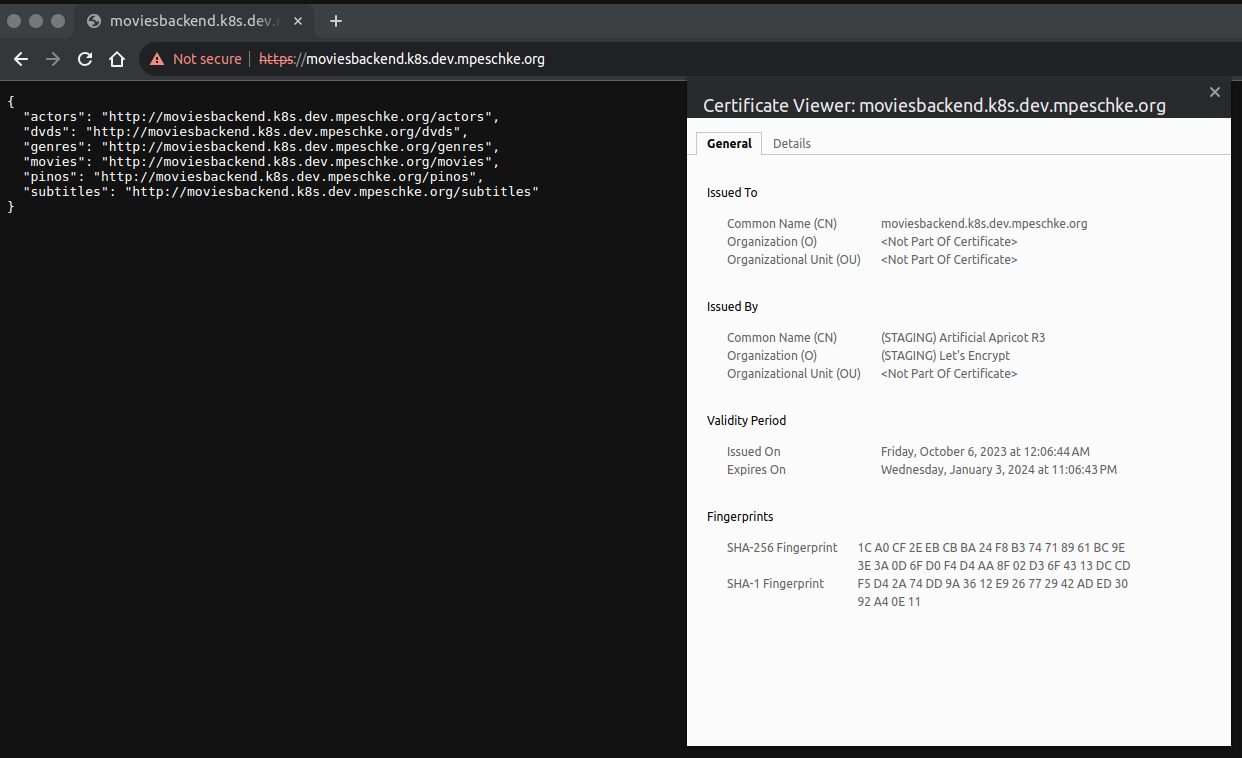 moviesbackend.k8s.dev.m
Not secure | https://moviesbackend.k8s.dev.mpeschke.org
{
"actors": "http://moviesbackend.k8s.dev.mpeschke.org/actors",
"dvds": "http://moviesbackend.k8s.dev.mpeschke.org/dvds",
"genres": "http://moviesbackend.k8s.dev.mpeschke.org/genres",
"movies": "http://moviesbackend.k8s.dev.mpeschke.org/movies",
"pinos": "http://moviesbackend.k8s.dev.mpeschke.org/pinos",
"subtitles": "http://moviesbackend.k8s.dev.mpeschke.org/subtitles"
}
Certificate Viewer: moviesbackend.k8s.dev.mpeschke.org
General Details
Issued To
Common Name (CN) moviesbackend.k8s.dev.mpeschke.org
Organization (O) <Not Part Of Certificate>
Organizational Unit (OU) <Not Part Of Certificate>
Issued By
Common Name (CN) (STAGING) Artificial Apricot R3
Organization (O) (STAGING) Let's Encrypt
Organizational Unit (OU) <Not Part Of Certificate>
Validity Period
Issued On Friday, October 6, 2023 at 12:06:44 AM
Expires On Wednesday, January 3, 2024 at 11:06:43 PM
Fingerprints
SHA-256 Fingerprint 1C A0 CF 2E EB CB BA 24 F8 B3 74 71 89 61 BC 9E
3E 3A 0D 6F D0 F4 D4 AA 8F 02 D3 6F 43 13 DC CD
SHA-1 Fingerprint F5 D4 2A 74 DD 9A 36 12 E9 26 77 29 42 AD ED 30
92 A4 0E 11